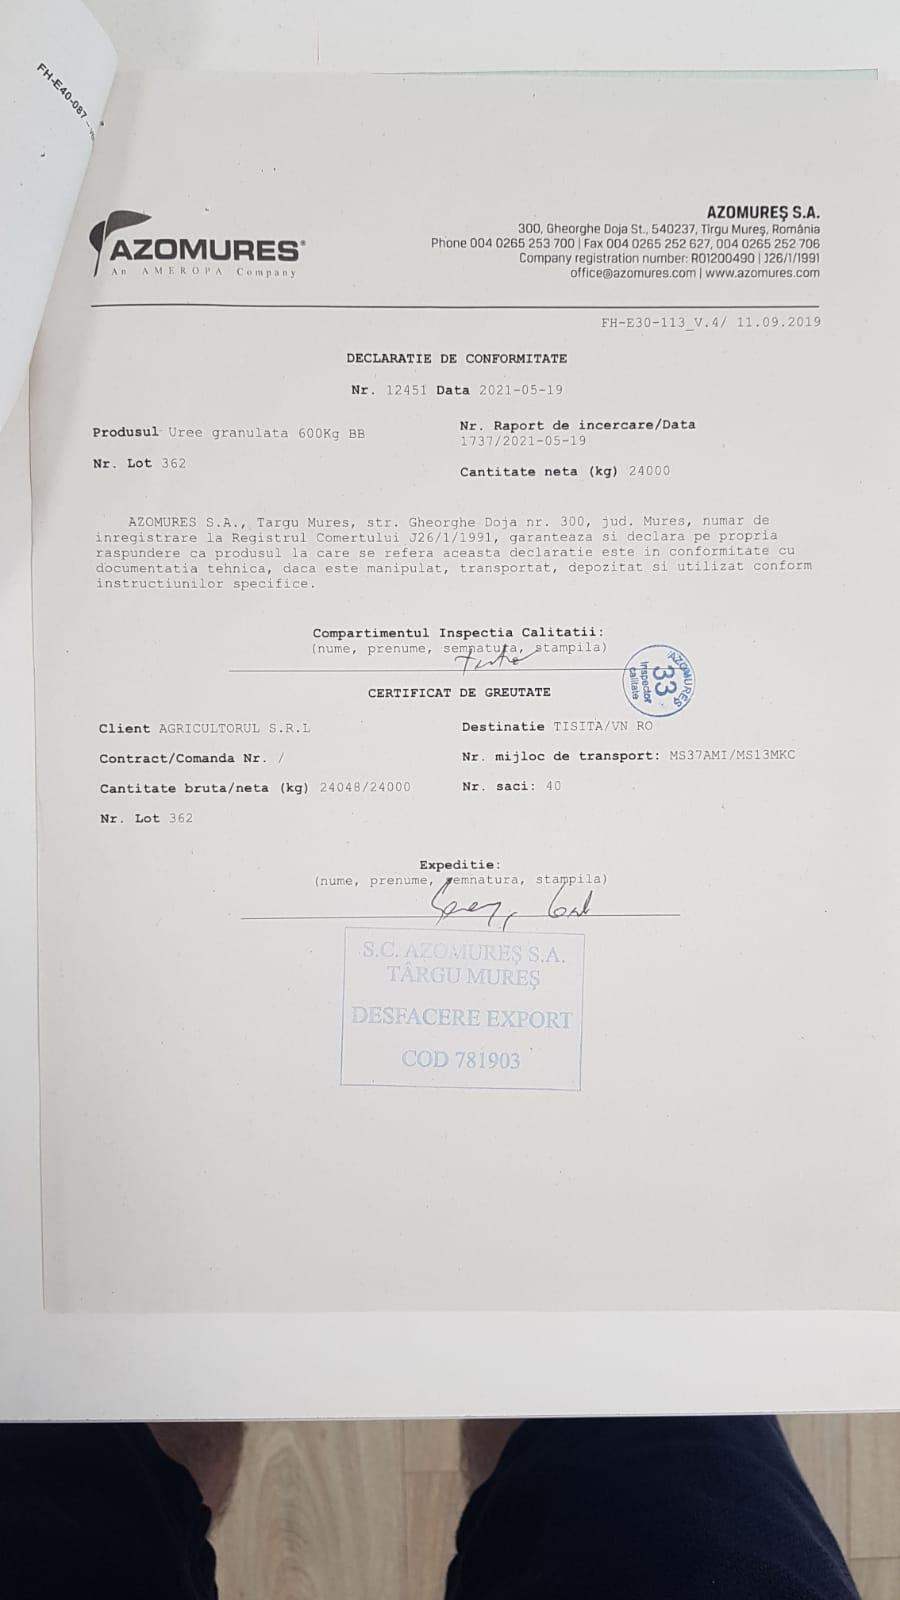 FH-E40-087
AZOMURES®
An AMEROPA Company
AZOMUREȘ S.A.
300, Gheorghe Doja St., 540237, Tîrgu Mureș, România
Phone 004 0265 253 700 | Fax 004 0265 252 627, 004 0265 252 706
Company registration number: RO1200490 | J26/1/1991
office@azomures.com | www.azomures.com
FH-E30-113_V.4/ 11.09.2019
DECLARATIE DE CONFORMITATE
Nr. 12451 Data 2021-05-19
Produsul Uree granulata 600Kg BB
Nr. Raport de incercare/Data
1737/2021-05-19
Nr. Lot 362
Cantitate neta (kg) 24000
AZOMURES S.A., Targu Mures, str. Gheorghe Doja nr. 300, jud. Mures, numar de
inregistrare la Registrul Comertului J26/1/1991, garanteaza si declara pe propria
raspundere ca produsul la care se refera aceasta declaratie este in conformitate cu
documentatia tehnica, daca este manipulat, transportat, depozitat si utilizat conform
instructiunilor specifice.
Compartimentul Inspectia Calitatii:
(nume, prenume, semnatura, stampila)
AZOMUREȘ
33
Inspector
calitate
CERTIFICAT DE GREUTATE
Client AGRICULTORUL S.R.L
Destinatie TISITA/VN RO
Contract/Comanda Nr. /
Nr. mijloc de transport: MS37AMI/MS13MKC
Cantitate bruta/neta (kg) 24048/24000
Nr. saci: 40
Nr. Lot 362
Expeditie:
(nume, prenume, semnatura, stampila)
S.C. AZOMUREȘ S.A.
TÂRGU MUREȘ
DESFACERE EXPORT
COD 781903